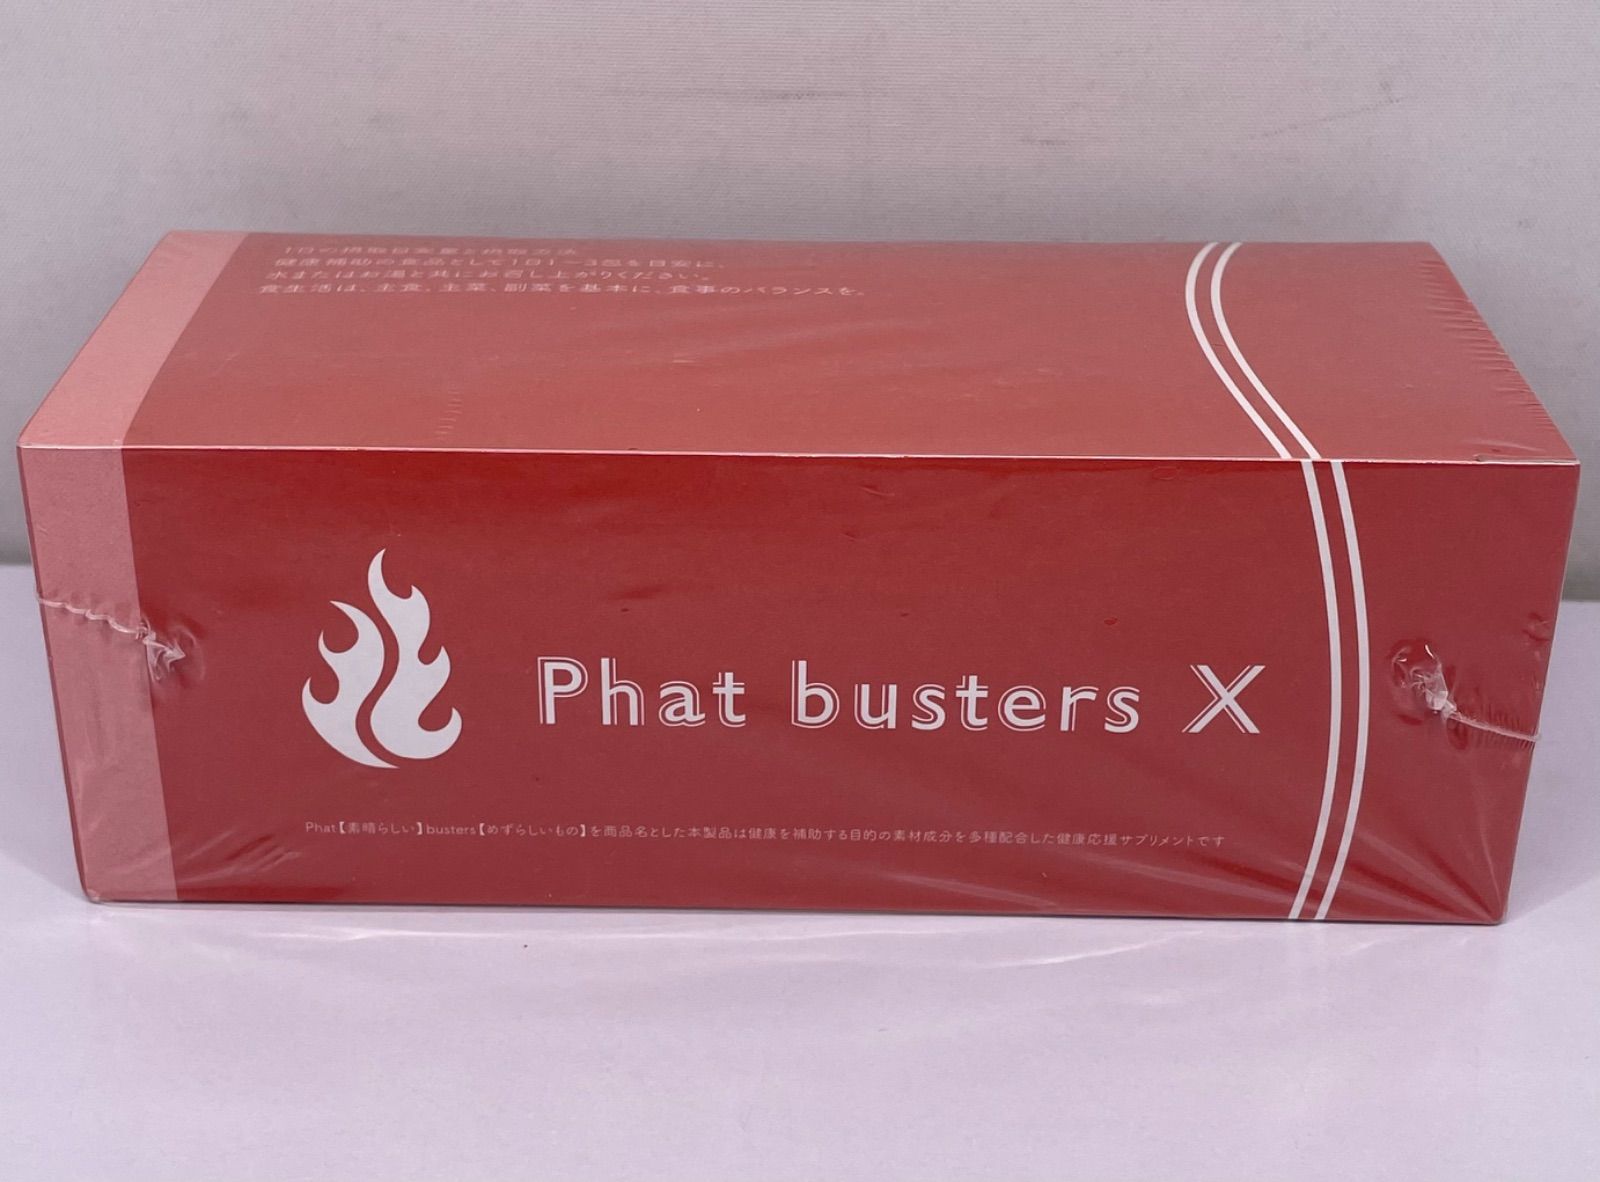 1日の摂取目安量と摂取方法
健康補助の食品として1日1~3包を目安に、
水またはお湯と共にお召し上がりください。
食生活は、主食、主菜、副菜を基本に、食事のバランスを。
Phat busters X
Phat【素晴らしい】busters【めずらしいもの】を商品名とした本製品は健康を補助する目的の素材成分を多種配合した健康応援サプリメントです